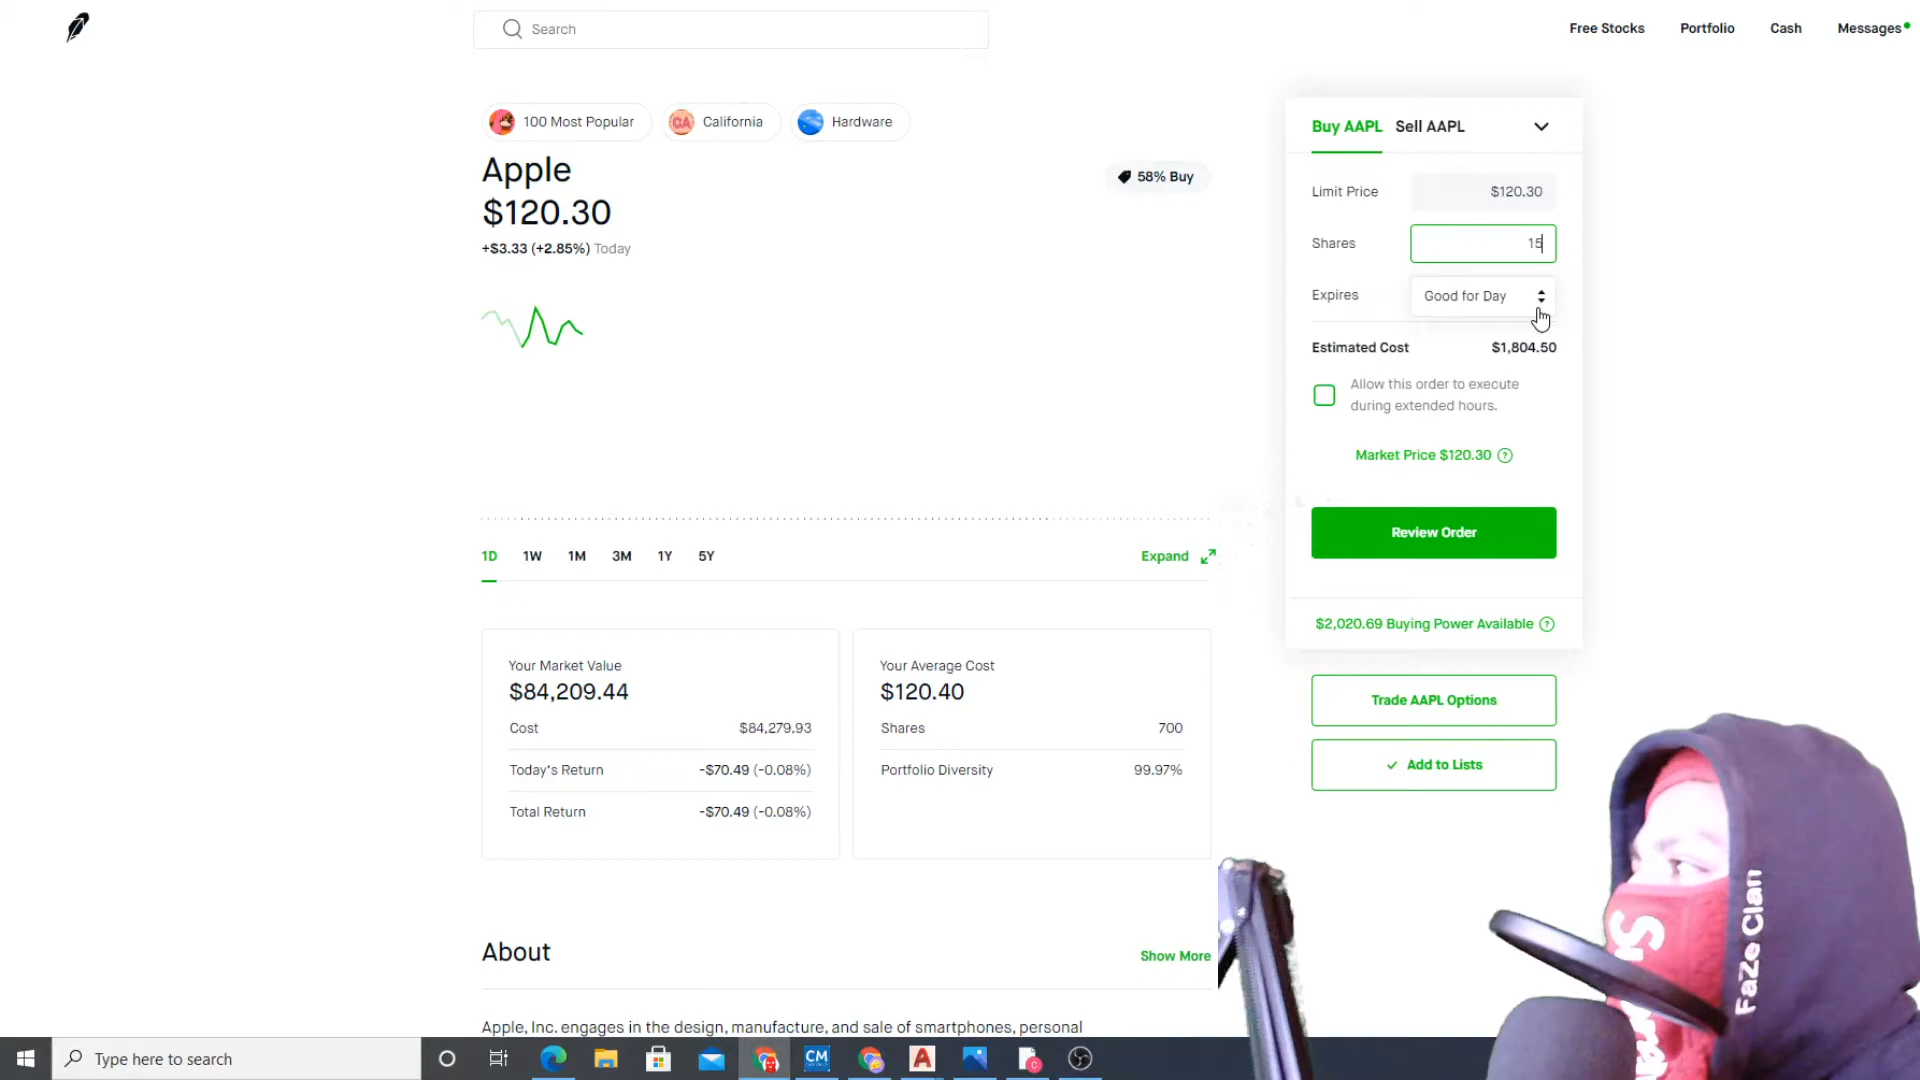 Search
Free Stocks
Portfolio
Cash
Messages
100 Most Popular
CA
California
Hardware
Apple
$120.30
+$3.33 (+2.85%) Today
58% Buy
Buy AAPL
Sell AAPL
Limit Price
$120.30
Shares
15
Expires
Good for Day
Estimated Cost
$1,804.50
Allow this order to execute
during extended hours.
Market Price $120.30
?
Review Order
$2,020.69 Buying Power Available
?
Trade AAPL Options
Add to Lists
1D
1W
1M
3M
1Y
5Y
Expand
Your Market Value
$84,209.44
Cost
$84,279.93
Today's Return
-$70.49 (-0.08%)
Total Return
-$70.49 (-0.08%)
Your Average Cost
$120.40
Shares
700
Portfolio Diversity
99.97%
About
Show More
Apple, Inc. engages in the design, manufacture, and sale of smartphones, personal
FaZe Clan
Type here to search
CM
A